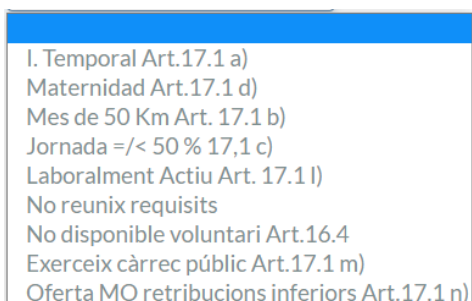 I. Temporal Art.17.1 a)
Maternidad Art.17.1 d)
Mes de 50 Km Art. 17.1 b)
Jornada =/< 50 % 17,1 c)
Laboralment Actiu Art. 17.1 l)
No reunix requisits
No disponible voluntari Art.16.4
Exerceix càrrec públic Art.17.1 m)
Oferta MO retribucions inferiors Art.17.1 n)